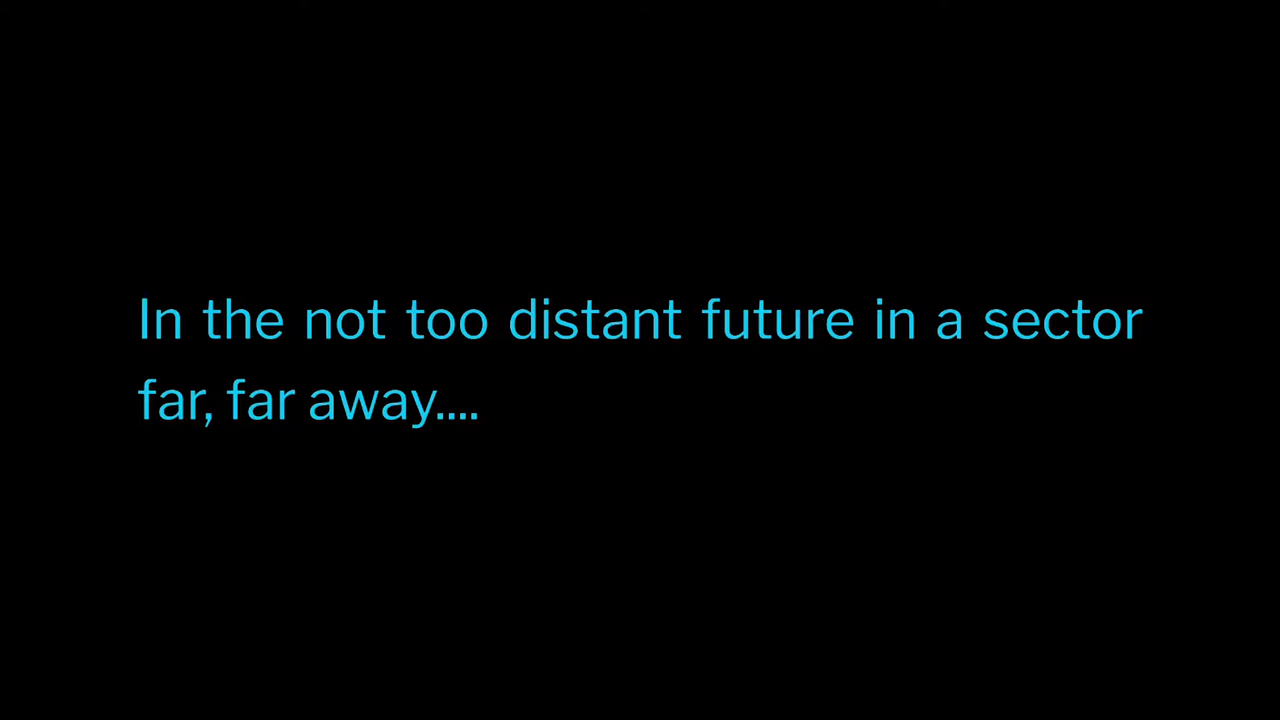 In the not too distant future in a sector
far, far away....